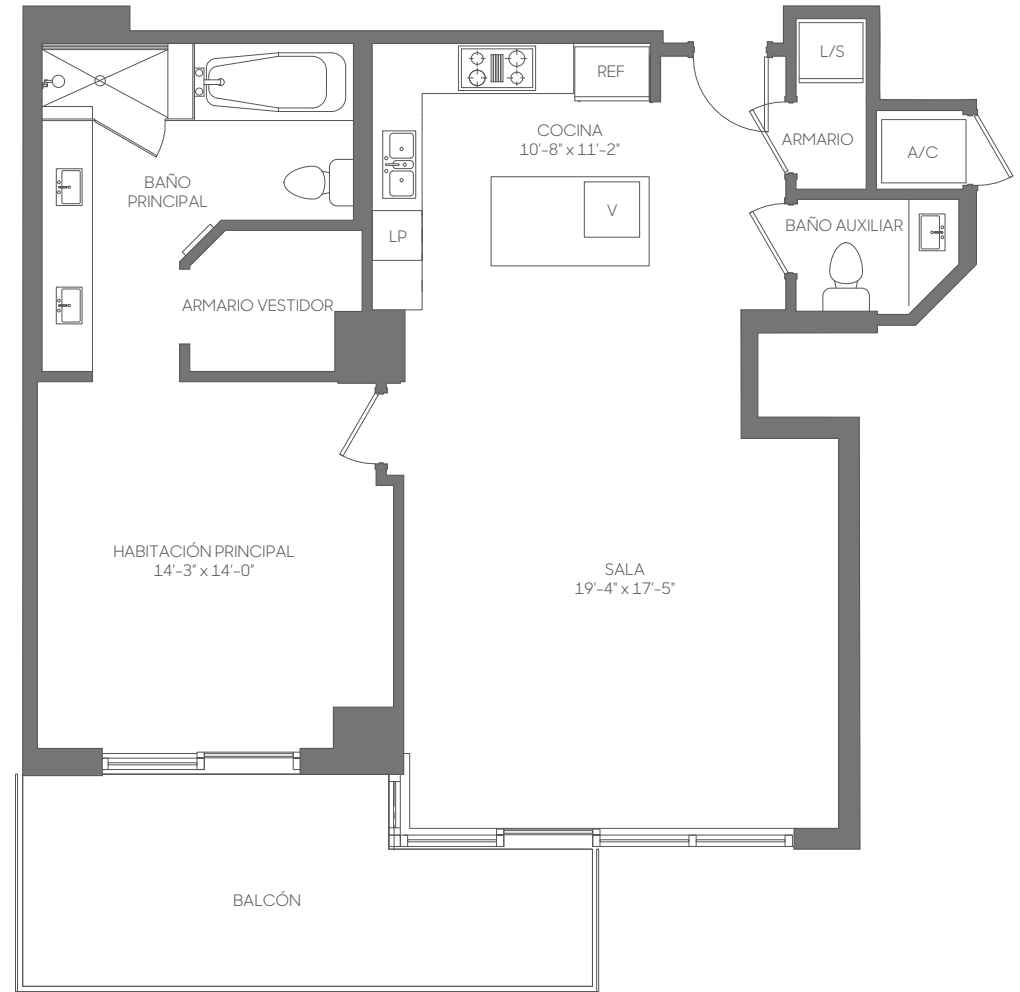 REF
L/S
COCINA
10'-8" x 11'-2"
ARMARIO
A/C
BAÑO
PRINCIPAL
V
BAÑO AUXILIAR
LP
ARMARIO VESTIDOR
HABITACIÓN PRINCIPAL
14'-3" x 14'-0"
SALA
19'-4" x 17'-5"
BALCÓN